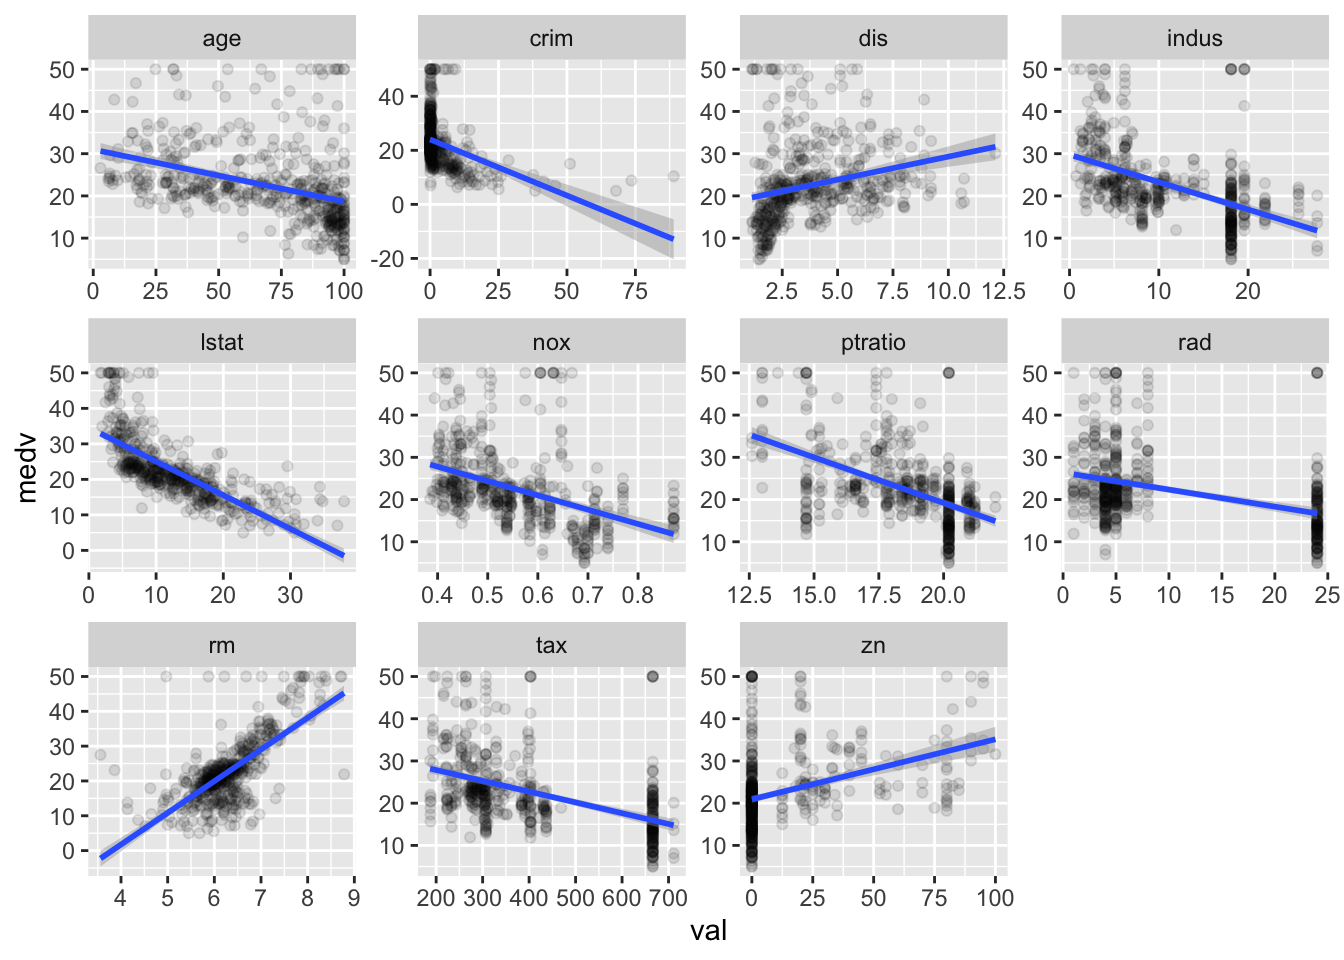 age crim dis indus
50 40 30 20 10
40 20 0 -20
50 40 30 20 10
50 40 30 20 10
0 25 50 75 100
0 25 50 75
2.5 5.0 7.5 10.0 12.5
0 10 20
lstat nox ptratio rad
50 40 30 20 10 0
50 40 30 20 10
50 40 30 20 10
50 40 30 20 10
0 10 20 30
0.4 0.5 0.6 0.7 0.8
12.5 15.0 17.5 20.0
0 5 10 15 20 25
rm tax zn
50 40 30 20 10 0
50 40 30 20 10
50 40 30 20 10
4 5 6 7 8 9
200 300 400 500 600 700
0 25 50 75 100
medv
val